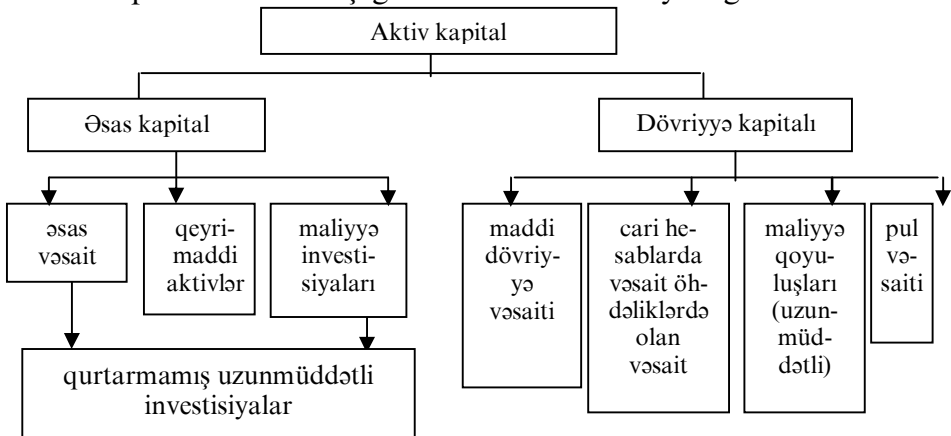 Aktiv kapital
Əsas kapital
Dövriyyə kapitalı
əsas
vəsait
qeyri-
maddi
aktivlər
maliyyə
investi-
siyaları
maddi
dövriy-
yə
vəsaiti
cari he-
sablarda
vəsait öh-
dəliklərdə
olan
vəsait
maliyyə
qoyu-
luşları
(uzun-
müd-
dətli)
pul
və-
saiti
qurtarmamış uzunmüddətli
investisiyalar